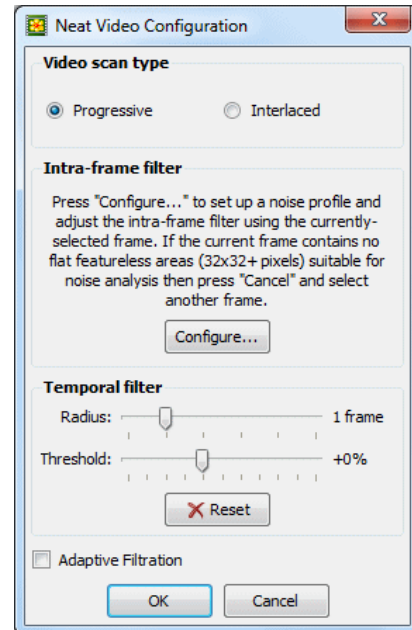 Neat Video Configuration
Video scan type
Progressive
Interlaced
Intra-frame filter
Press "Configure..." to set up a noise profile and
adjust the intra-frame filter using the currently-
selected frame. If the current frame contains no
flat featureless areas (32x32+ pixels) suitable for
noise analysis then press "Cancel" and select
another frame.
Configure...
Temporal filter
Radius: 1 frame
Threshold: +0%
Reset
Adaptive Filtration
OK
Cancel